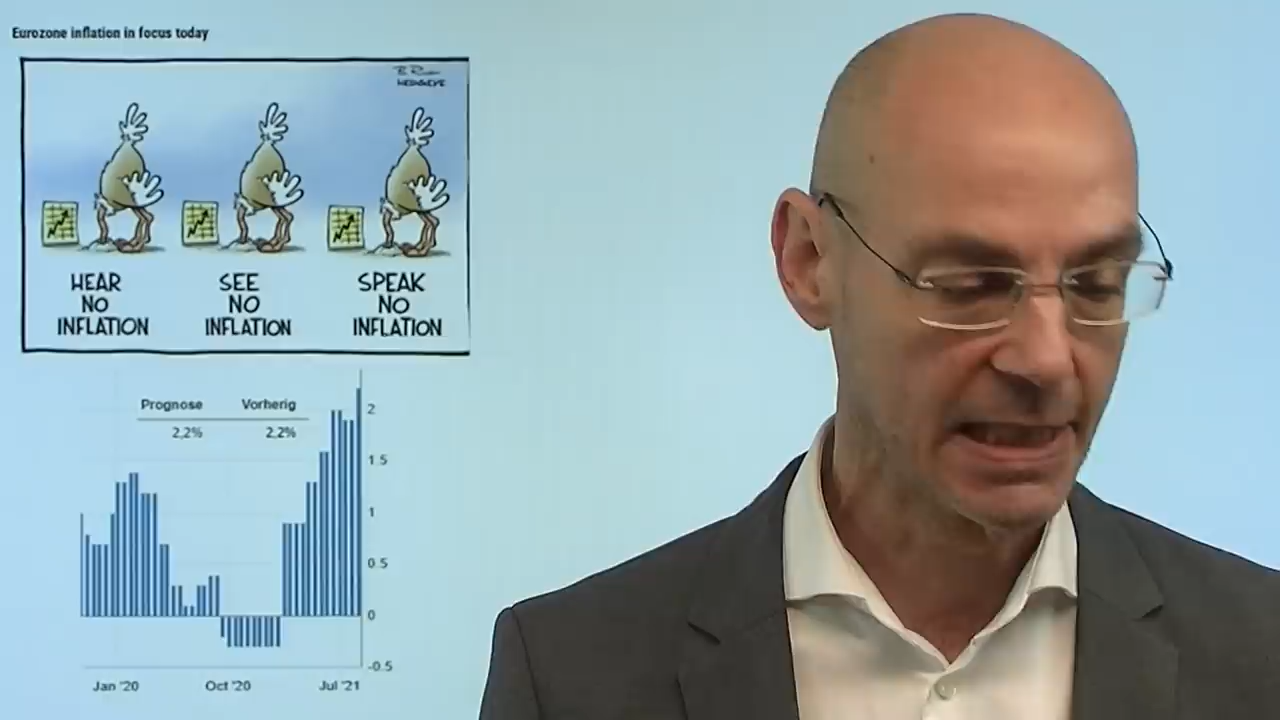 Eurozone inflation in focus today
HEDGEYE
HEAR
NO
INFLATION
SEE
NO
INFLATION
SPEAK
NO
INFLATION
Prognose Vorherig
2,2% 2,2%
2
1.5
1
0.5
0
-0.5
Jan '20 Oct '20 Jul '21